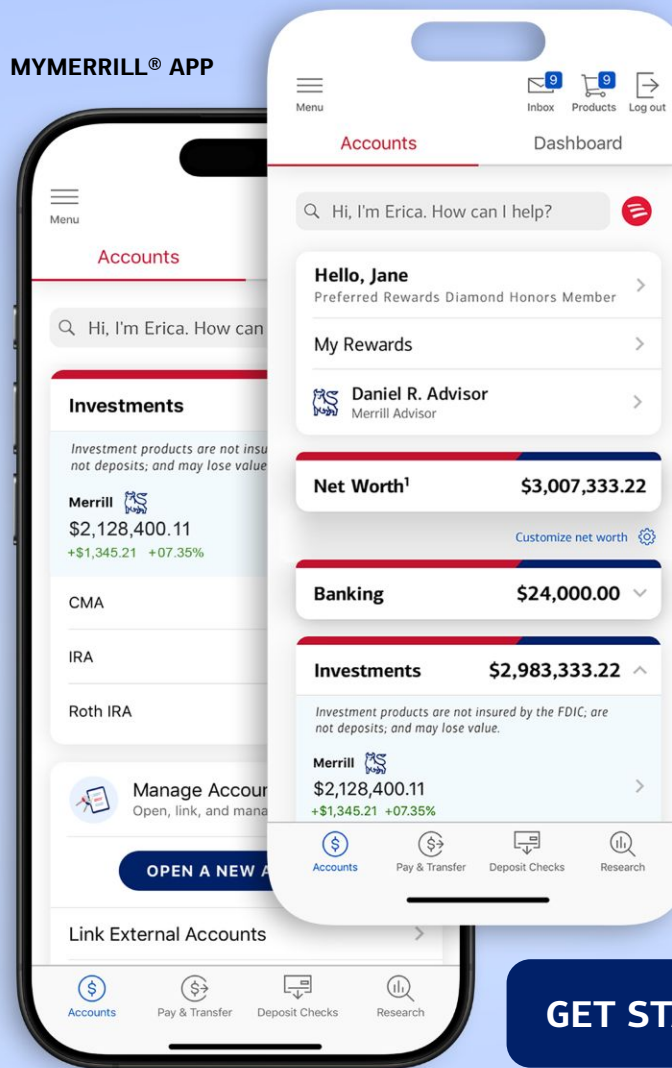 MYMERRILL® APP
Menu
Accounts
Hi, I'm Erica. How can
Investments
Investment products are not insu
not deposits; and may lose value
Merrill
$2,128,400.11
+$1,345.21 +07.35%
CMA
IRA
Roth IRA
Manage Accour
Open, link, and mana
OPEN A NEW A
Link External Accounts
Accounts Pay & Transfer Deposit Checks Research
9 9
Menu Inbox Products Log out
Accounts Dashboard
Hi, I'm Erica. How can I help?
Hello, Jane
Preferred Rewards Diamond Honors Member
My Rewards
Daniel R. Advisor
Merrill Advisor
Net Worth¹ $3,007,333.22
Customize net worth
Banking $24,000.00
Investments $2,983,333.22
Investment products are not insured by the FDIC; are
not deposits; and may lose value.
Merrill
$2,128,400.11
+$1,345.21 +07.35%
Accounts Pay & Transfer Deposit Checks Research
GET STA